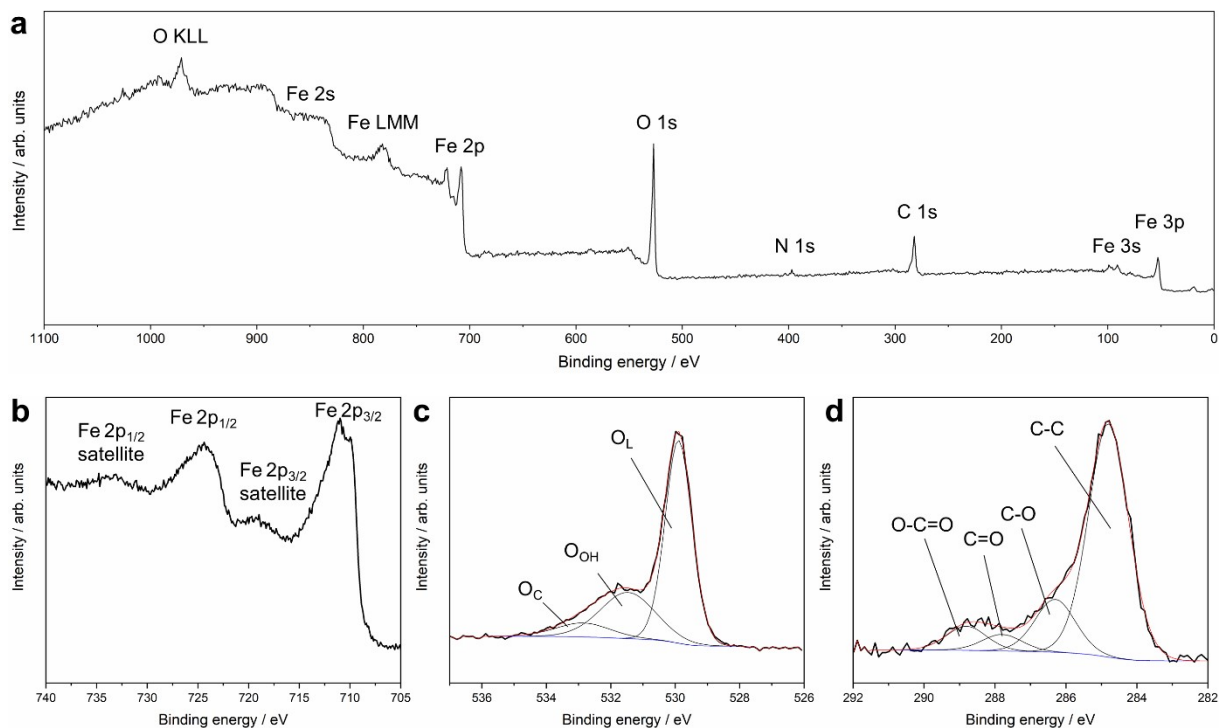 a
O KLL
Fe 2s
Fe LMM
Fe 2p
O 1s
N 1s
C 1s
Fe 3s
Fe 3p
Intensity / arb. units
1100 1000 900 800 700 600 500 400 300 200 100 0
Binding energy / eV
b
Fe 2p1/2
satellite
Fe 2p1/2
Fe 2p3/2
satellite
Fe 2p3/2
Intensity / arb. units
740 735 730 725 720 715 710 705
Binding energy / eV
c
OL
OOH
OC
Intensity / arb. units
536 534 532 530 528 526
Binding energy / eV
d
C-C
C-O
C=O
O-C=O
Intensity / arb. units
292 290 288 286 284 282
Binding energy / eV